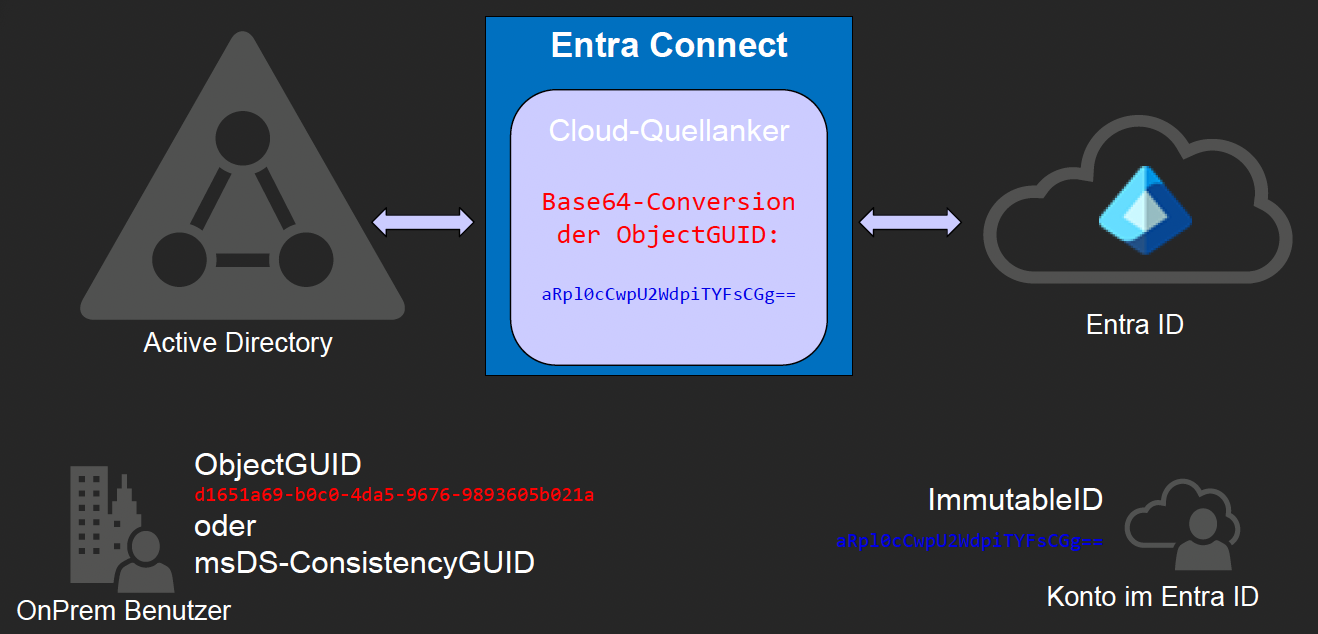 Entra Connect
Cloud-Quellanker
Base64-Conversion
der ObjectGUID:
aRpl0cCwpU2WdpiTYFsCGg==
Active Directory
Entra ID
ObjectGUID
d1651a69-b0c0-4da5-9676-9893605b021a
oder
msDS-ConsistencyGUID
OnPrem Benutzer
ImmutableID
aRpl0cCwpU2WdpiTYFsCGg==
Konto im Entra ID